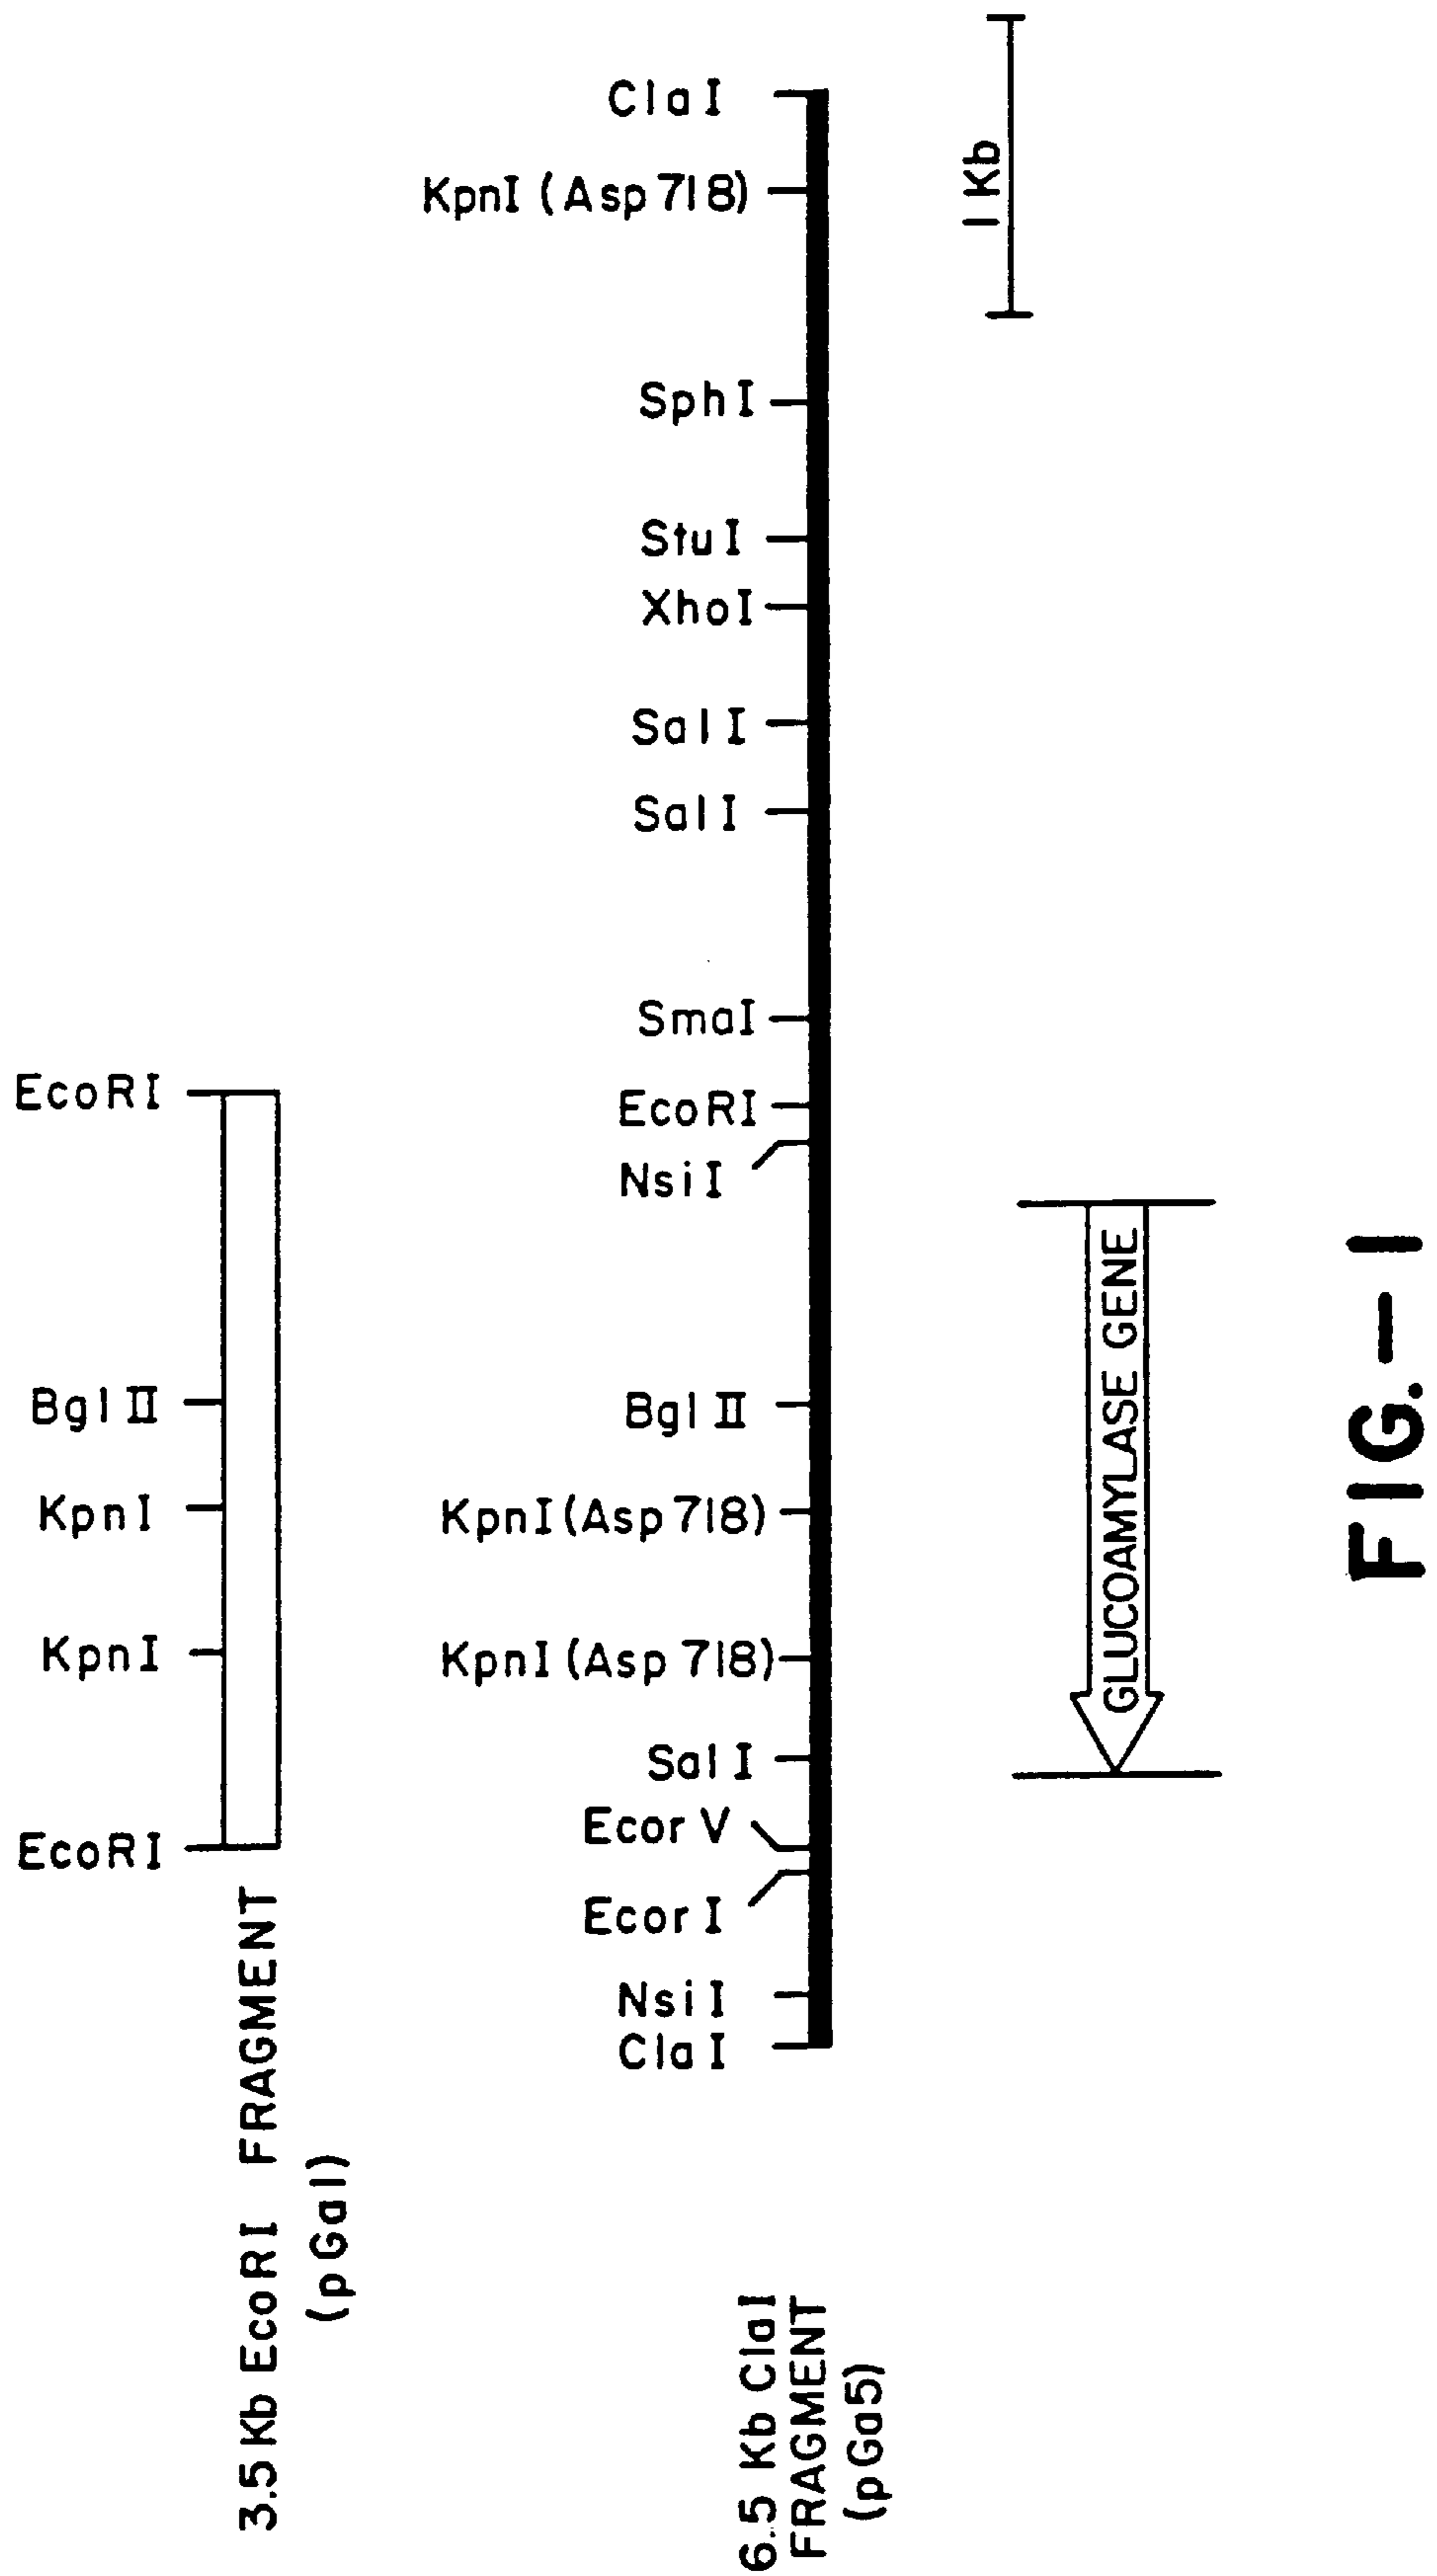 EcoRI
BglII
KpnI
KpnI
EcoRI
3.5 Kb EcoRI FRAGMENT
(pGa1)
ClaI
KpnI (Asp 718)
SphI
StuI
XhoI
SalI
SalI
SmaI
EcoRI
NsiI
BglII
KpnI (Asp 718)
KpnI (Asp 718)
SalI
Ecor V
Ecor I
NsiI
ClaI
6.5 Kb ClaI
FRAGMENT
(pGa5)
1 Kb
GLUCOAMYLASE GENE
FIG.-1